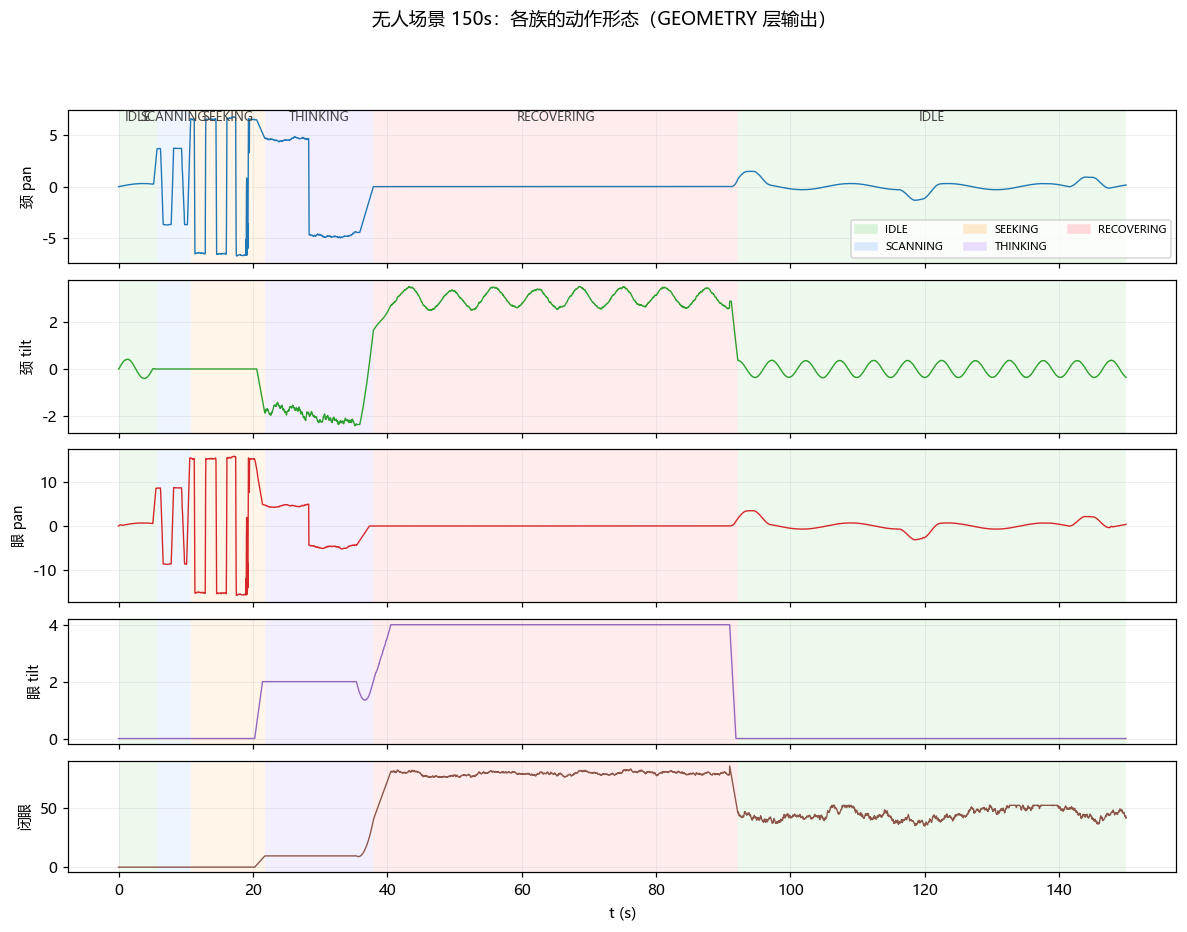 无人场景 150s：各族的动作形态（GEOMETRY 层输出）
IDLE SCANNING SEEKING THINKING RECOVERING IDLE
颈 pan
5
0
-5
IDLE SEEKING RECOVERING
SCANNING THINKING
颈 tilt
2
0
-2
眼 pan
10
0
-10
眼 tilt
4
2
0
闭眼
50
0
0 20 40 60 80 100 120 140
t (s)